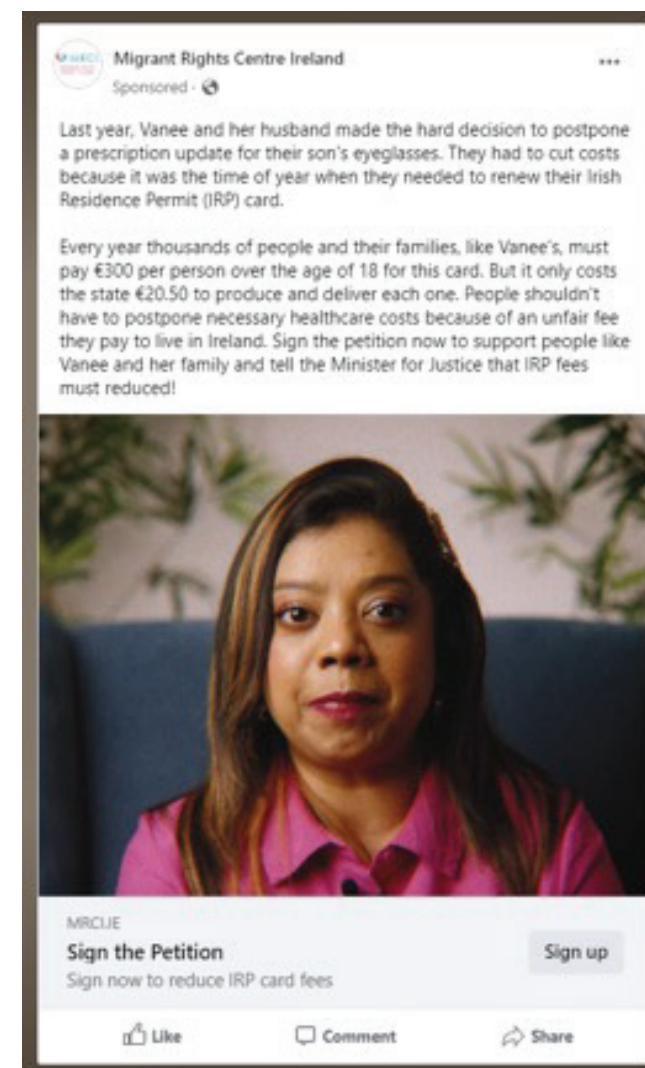 Migrant Rights Centre Ireland
Sponsored ·
Last year, Vanee and her husband made the hard decision to postpone
a prescription update for their son's eyeglasses. They had to cut costs
because it was the time of year when they needed to renew their Irish
Residence Permit (IRP) card.
Every year thousands of people and their families, like Vanee's, must
pay €300 per person over the age of 18 for this card. But it only costs
the state €20.50 to produce and deliver each one. People shouldn't
have to postpone necessary healthcare costs because of an unfair fee
they pay to live in Ireland. Sign the petition now to support people like
Vanee and her family and tell the Minister for Justice that IRP fees
must reduced!
MRCI.IE
Sign the Petition
Sign now to reduce IRP card fees
Sign up
Like
Comment
Share